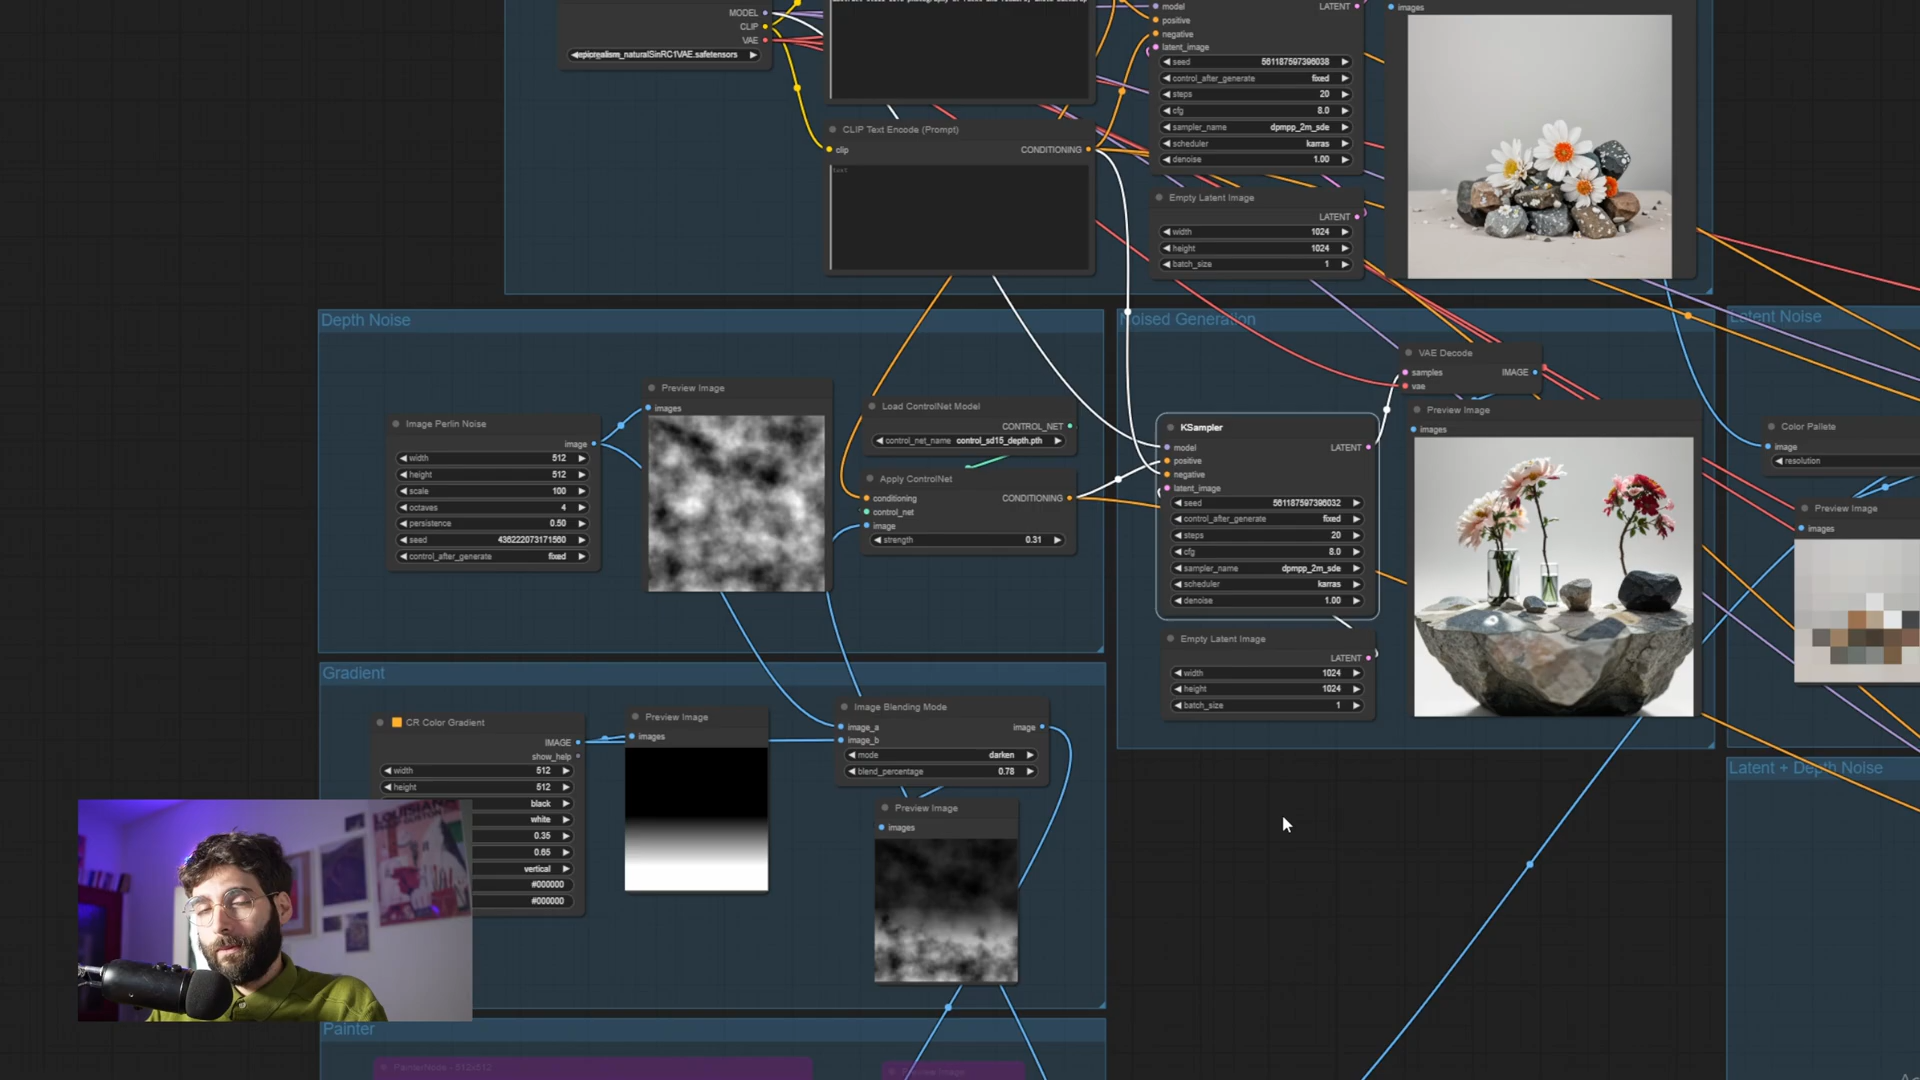 MODEL
CLIP
VAE
epicrealism_naturalSinRC1VAE.safetensors
CLIP Text Encode (Prompt)
clip
CONDITIONING
text
model
LATENT
positive
negative
latent_image
seed 561187597396038
control_after_generate fixed
steps 20
cfg 8.0
sampler_name dpmpp_2m_sde
scheduler karras
denoise 1.00
Empty Latent Image
LATENT
width 1024
height 1024
batch_size 1
images
Depth Noise
Image Perlin Noise
image
width 512
height 512
scale 100
octaves 4
persistence 0.50
seed 436222073171560
control_after_generate fixed
Preview Image
images
Load ControlNet Model
CONTROL_NET
control_net_name control_sd15_depth.pth
Apply ControlNet
conditioning
CONDITIONING
control_net
image
strength 0.31
Noised Generation
VAE Decode
samples
IMAGE
vae
KSampler
model
LATENT
positive
negative
latent_image
seed 561187597396032
control_after_generate fixed
steps 20
cfg 8.0
sampler_name dpmpp_2m_sde
scheduler karras
denoise 1.00
Empty Latent Image
LATENT
width 1024
height 1024
batch_size 1
Preview Image
images
Latent Noise
Color Pallete
image
resolution
Preview Image
images
Latent + Depth Noise
Gradient
CR Color Gradient
IMAGE
show_help
width 512
height 512
black
white
0.35
0.65
vertical
#000000
#000000
Preview Image
images
Image Blending Mode
image_a
image
image_b
mode darken
blend_percentage 0.78
Preview Image
images
Painter
PainterNode - 512x512
Preview Image
LOUISIANA